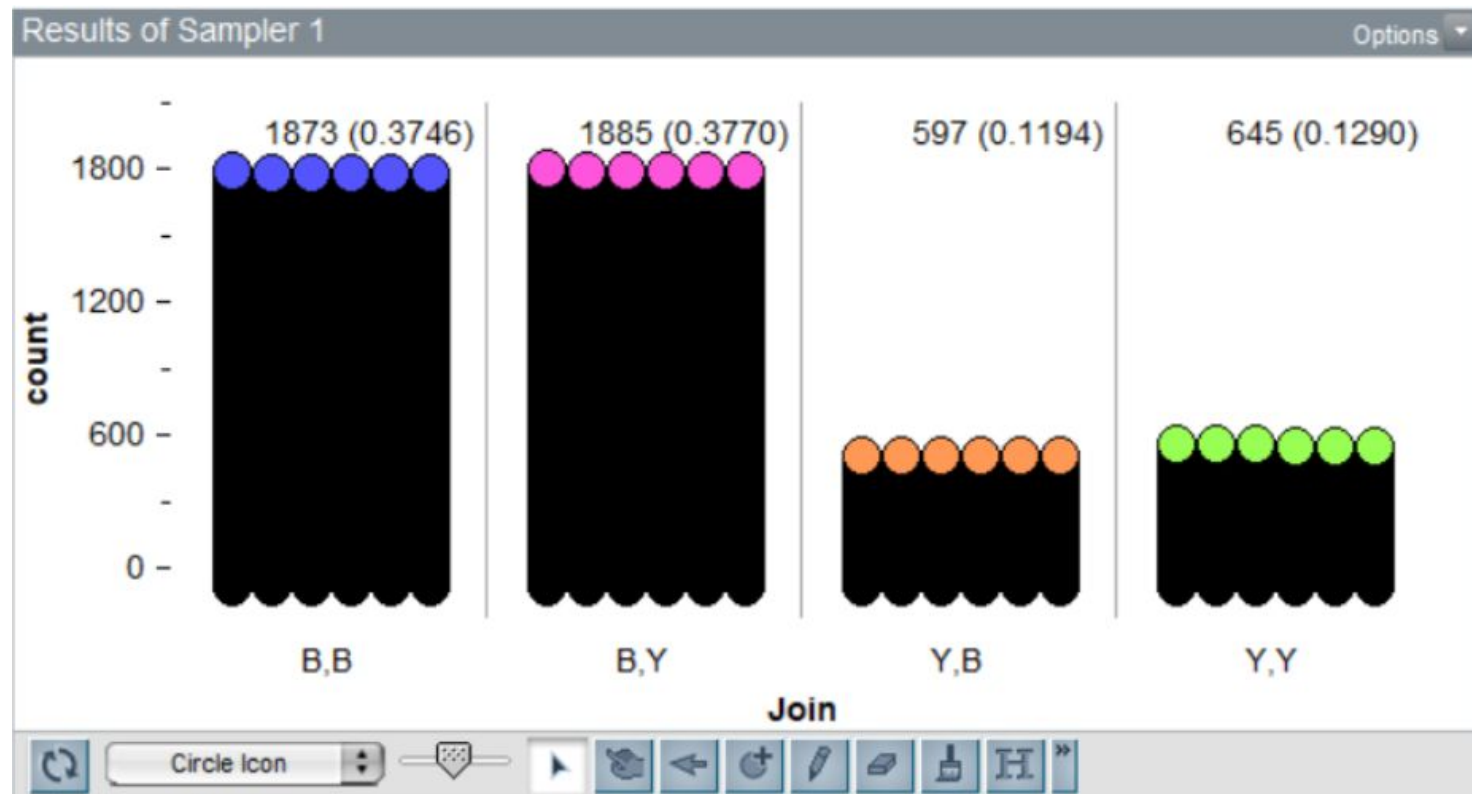 Results of Sampler 1
Options
1873 (0.3746)
1885 (0.3770)
597 (0.1194)
645 (0.1290)
1800
1200
600
0
count
B,B
B,Y
Y,B
Y,Y
Join
Circle Icon